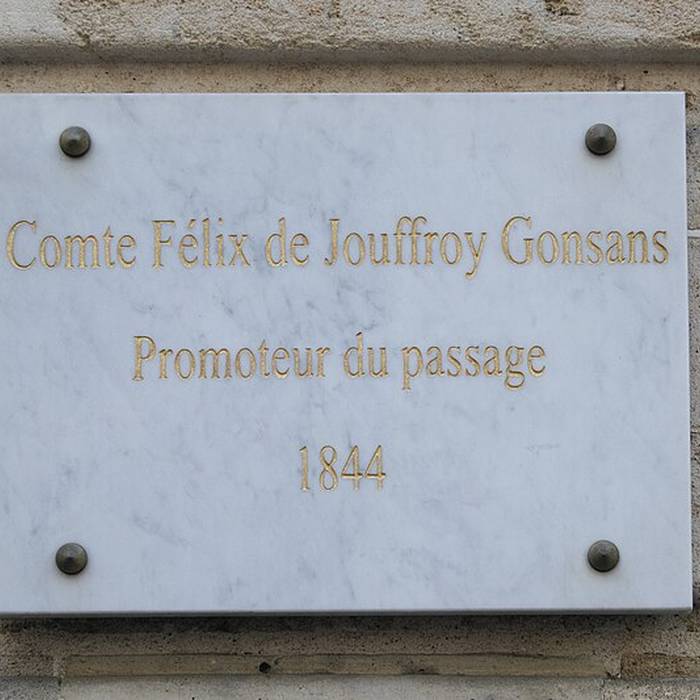 Comte Félix de Jouffroy Gonsans
Promoteur du passage
1844